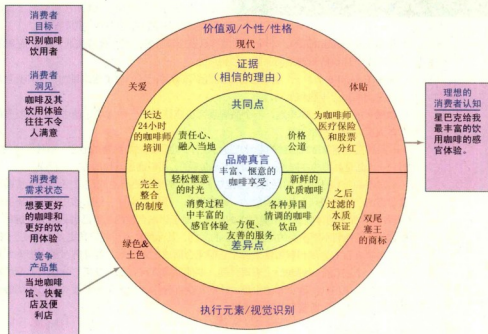 消费者
目标
识别咖啡
饮用者
消费者
洞见
咖啡及其
饮用体验
往往不令
人满意
消费者
需求状态
想要更好
的咖啡和
更好的饮
用体验
竞争
产品集
当地咖啡
馆、快餐
店及便
利店
价值观/个性/性格
现代
关爱
体贴
证据
(相信的理由)
长达
24小时
的咖啡师
培训
为咖啡师
医疗保险
和股票
分红
共同点
责任心、
融入当地
价格
公道
品牌真言
丰富、惬意的
咖啡享受
轻松惬意
的时光
新鲜的
优质咖啡
消费过程
中丰富的
感官体验
各种异国
情调的咖啡
饮品
方便、
友善的服务
差异点
完全
整合
的制度
之后
过滤的
水质
保证
绿色&
土色
双尾
塞王
的商标
执行元素/视觉识别
理想的
消费者认知
星巴克给我
最丰富的饮
用咖啡的感
官体验。